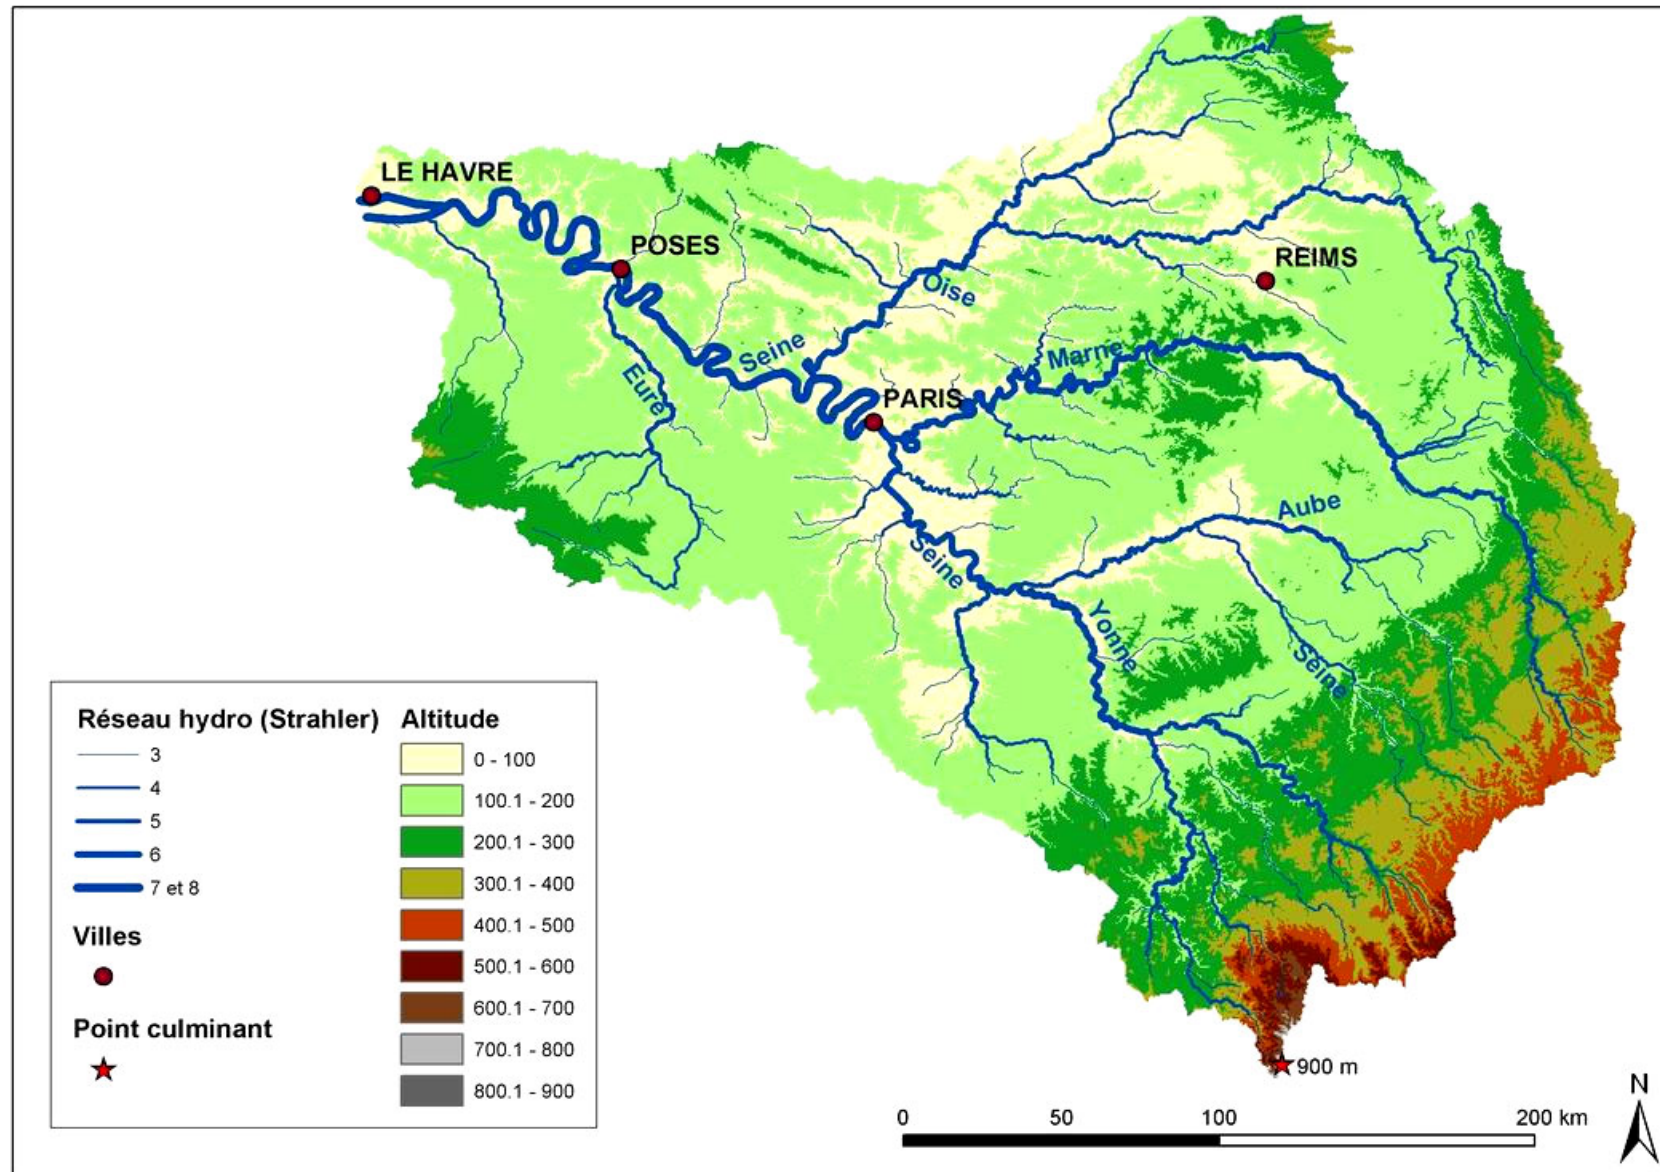 LE HAVRE
POSES
REIMS
Oise
Marne
Seine
Eure
PARIS
Aube
Seine
Yonne
Seine
Réseau hydro (Strahler)
3
4
5
6
7 et 8
Villes
Point culminant
Altitude
0 - 100
100.1 - 200
200.1 - 300
300.1 - 400
400.1 - 500
500.1 - 600
600.1 - 700
700.1 - 800
800.1 - 900
900 m
N
0 50 100 200 km